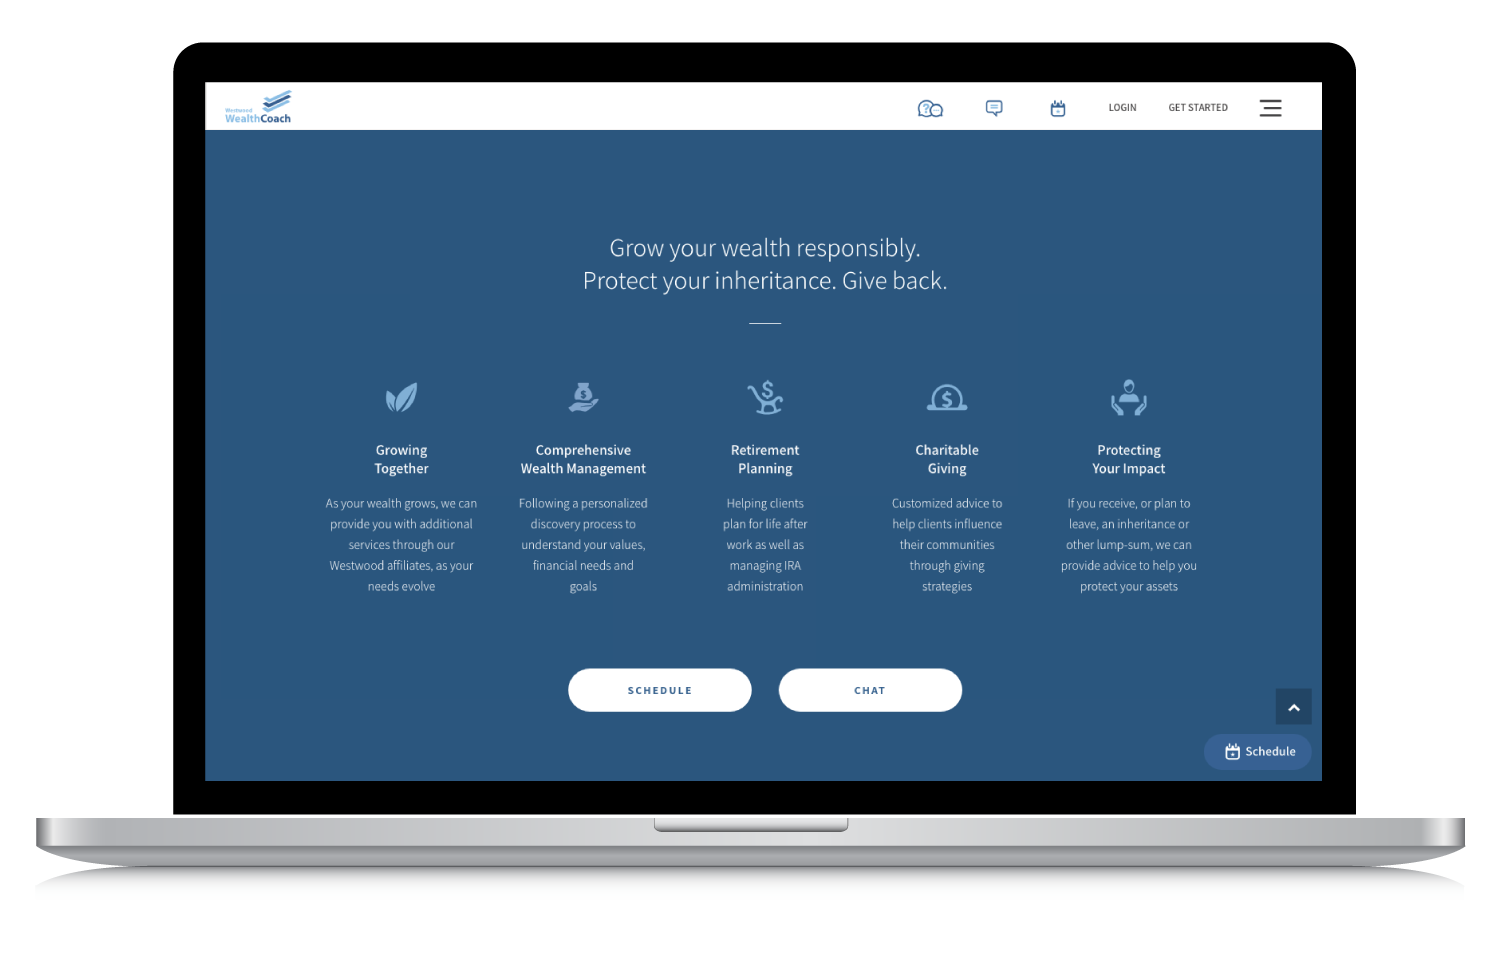 Westwood
WealthCoach
LOGIN
GET STARTED
Grow your wealth responsibly.
Protect your inheritance. Give back.
Growing
Together
As your wealth grows, we can
provide you with additional
services through our
Westwood affiliates, as your
needs evolve
Comprehensive
Wealth Management
Following a personalized
discovery process to
understand your values,
financial needs and
goals
Retirement
Planning
Helping clients
plan for life after
work as well as
managing IRA
administration
Charitable
Giving
Customized advice to
help clients influence
their communities
through giving
strategies
Protecting
Your Impact
If you receive, or plan to
leave, an inheritance or
other lump-sum, we can
provide advice to help you
protect your assets
SCHEDULE
CHAT
Schedule